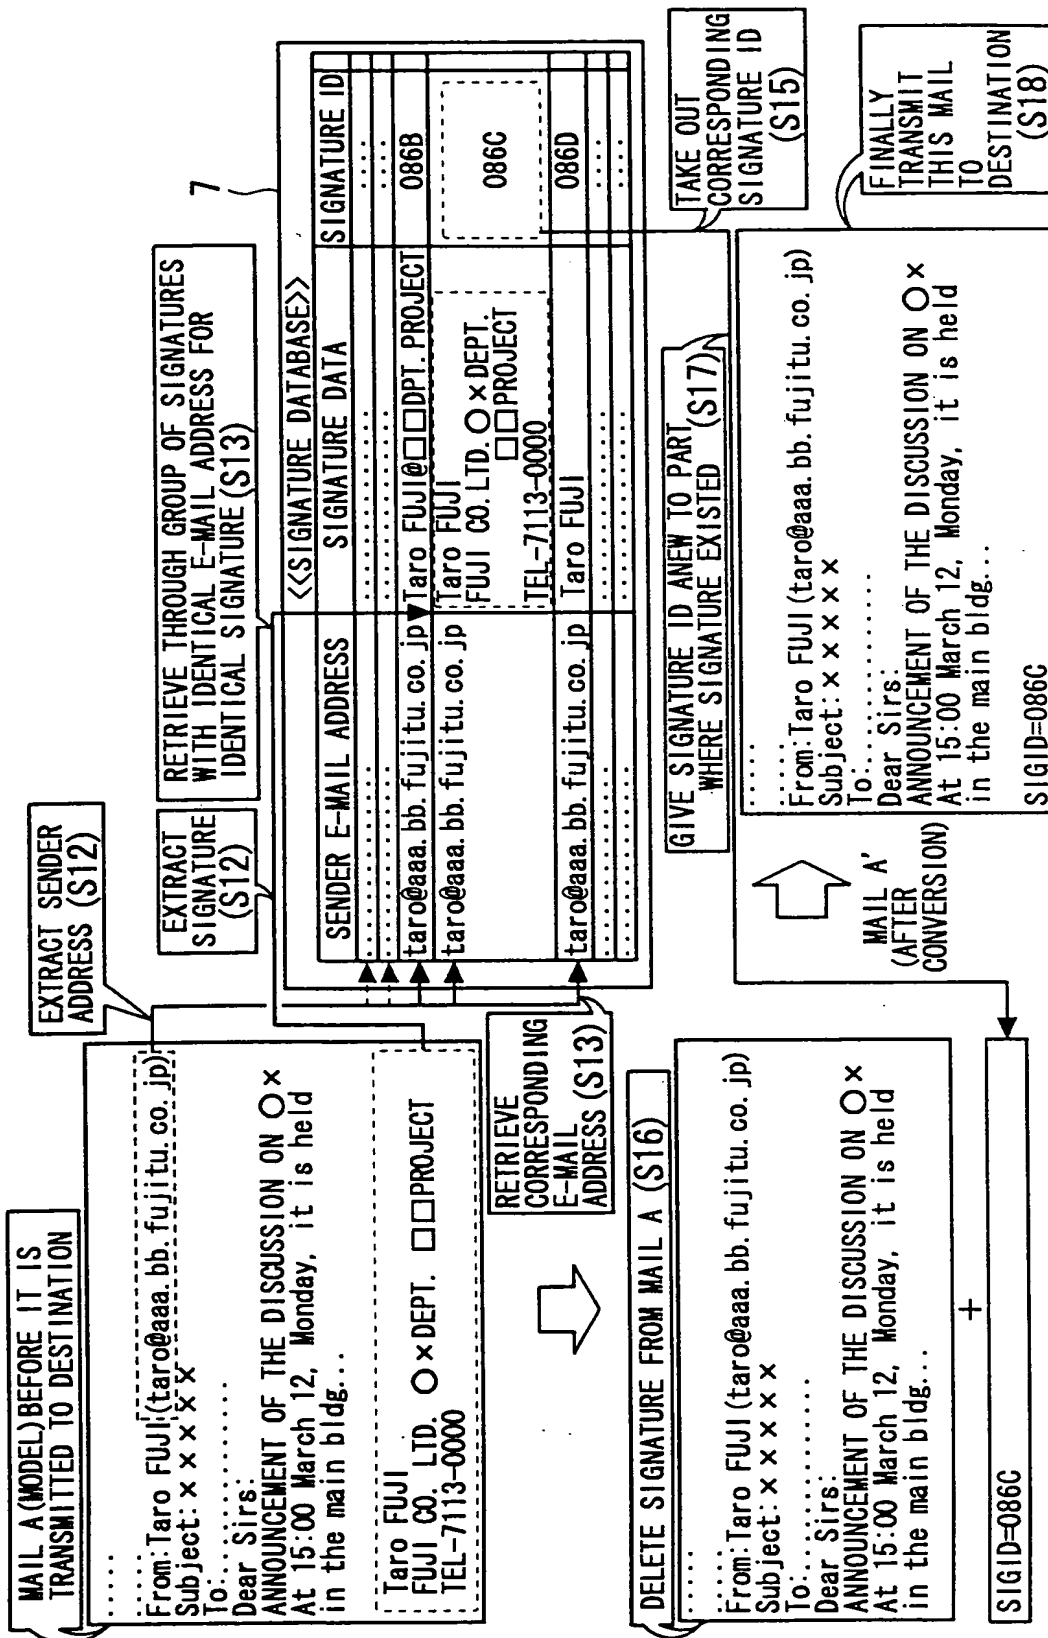 MAIL A(MODEL)BEFORE IT IS
TRANSMITTED TO DESTINATION
.....
.....
From:Taro FUJI(taro@aaa.bb.fujitu.co.jp)
Subject:×××××
To............
Dear Sirs:
ANNOUNCEMENT OF THE DISCUSSION ON ○×
At 15:00 March 12, Monday, it is held
in the main bldg...
Taro FUJI
FUJI CO. LTD. ○×DEPT. □□PROJECT
TEL-7113-0000
EXTRACT SENDER
ADDRESS (S12)
EXTRACT
SIGNATURE
(S12)
RETRIEVE THROUGH GROUP OF SIGNATURES
WITH IDENTICAL E-MAIL ADDRESS FOR
IDENTICAL SIGNATURE(S13)
7
<<SIGNATURE DATABASE>>
SENDER E-MAIL ADDRESS SIGNATURE DATA SIGNATURE ID
taro@aaa.bb.fujitu.co.jp Taro FUJI@□□DPT.PROJECT 086B
taro@aaa.bb.fujitu.co.jp Taro FUJI
FUJI CO.LTD.○×DEPT.
□□PROJECT
TEL-7113-0000
086C
taro@aaa.bb.fujitu.co.jp Taro FUJI 086D
RETRIEVE
CORRESPONDING
E-MAIL
ADDRESS(S13)
TAKE OUT
CORRESPONDING
SIGNATURE ID
(S15)
DELETE SIGNATURE FROM MAIL A (S16)
.....
.....
From:Taro FUJI(taro@aaa.bb.fujitu.co.jp)
Subject:×××××
To............
Dear Sirs:
ANNOUNCEMENT OF THE DISCUSSION ON ○×
At 15:00 March 12, Monday, it is held
in the main bldg...
+
SIGID=086C
GIVE SIGNATURE ID ANEW TO PART
WHERE SIGNATURE EXISTED (S17)
MAIL A'
(AFTER
CONVERSION)
.....
.....
From:Taro FUJI(taro@aaa.bb.fujitu.co.jp)
Subject:×××××
To............
Dear Sirs:
ANNOUNCEMENT OF THE DISCUSSION ON ○×
At 15:00 March 12, Monday, it is held
in the main bldg...
SIGID=086C
FINALLY
TRANSMIT
THIS MAIL
TO
DESTINATION
(S18)